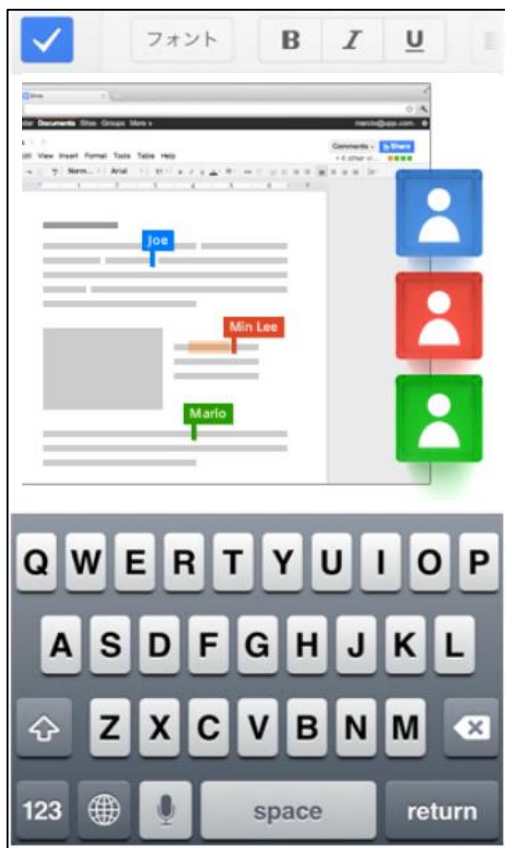 フォント B I U
Documents Sites Groups More
Comments Share
View Insert Format Tools Table Help
Norm... Arial
Joe
Min Lee
Mario
Q W E R T Y U I O P
A S D F G H J K L
Z X C V B N M
123 space return